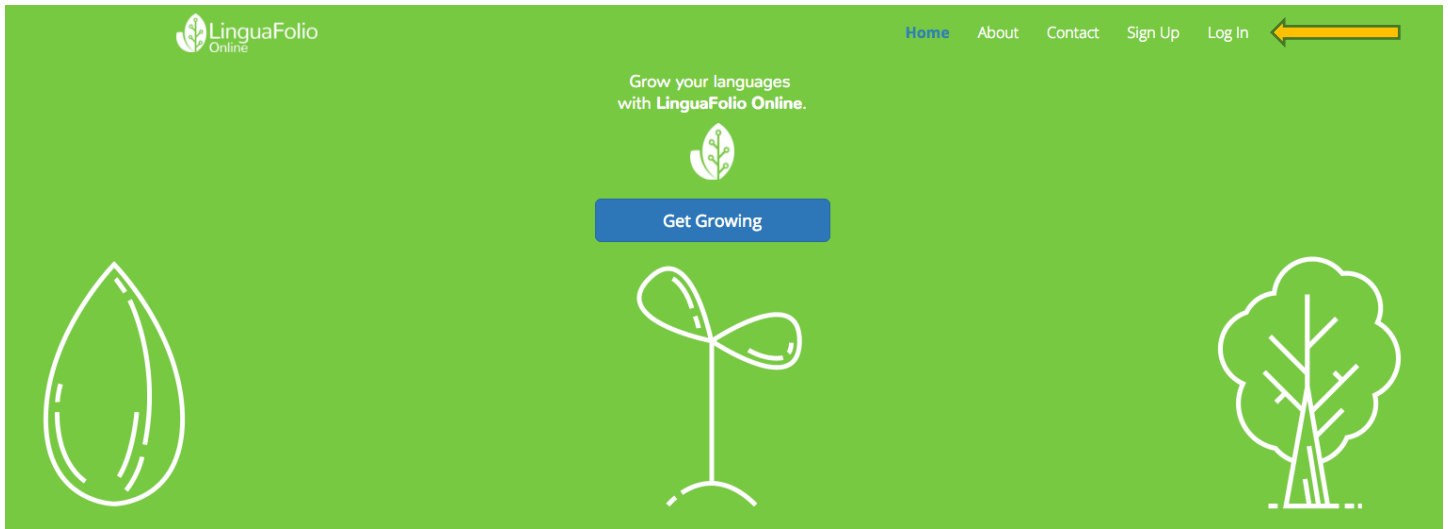 LinguaFolio
Online
Home About Contact Sign Up Log In
Grow your languages
with LinguaFolio Online.
Get Growing